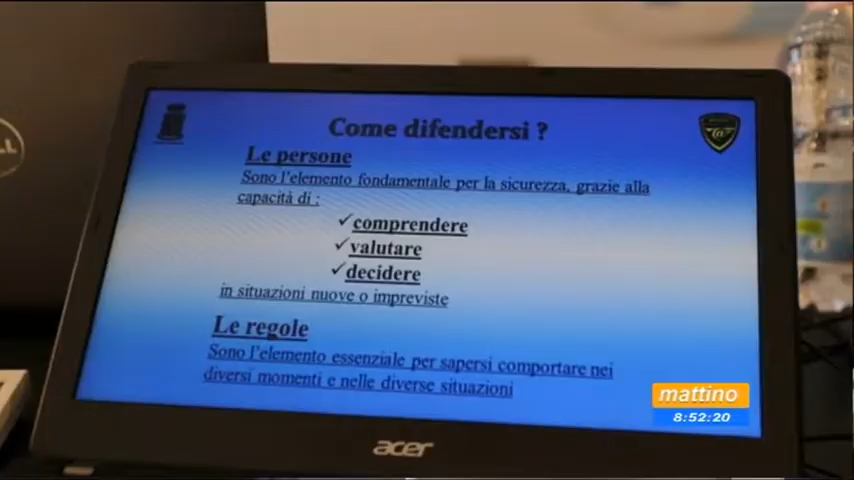 Come difendersi ?
Le persone
Sono l'elemento fondamentale per la sicurezza, grazie alla
capacità di :
✓comprendere
✓valutare
✓decidere
in situazioni nuove o impreviste
Le regole
Sono l'elemento essenziale per sapersi comportare nei
diversi momenti e nelle diverse situazioni
mattino
8:52:20
acer